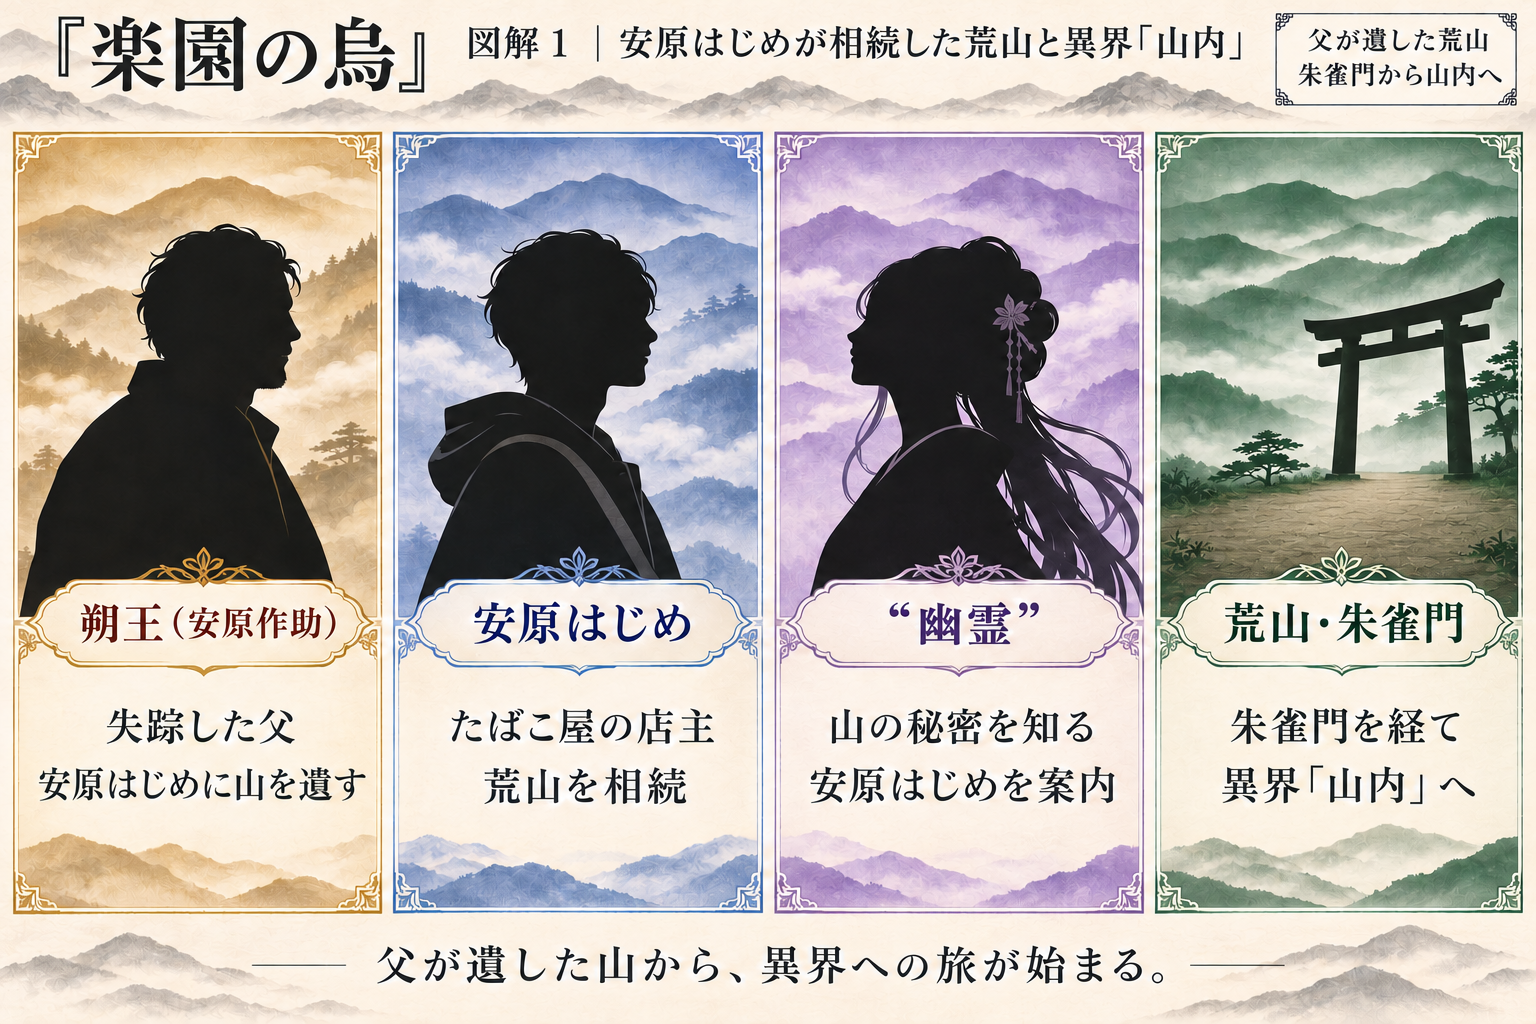 『楽園の烏』
図解1｜安原はじめが相続した荒山と異界「山内」
父が遺した荒山
朱雀門から山内へ
朔王(安原作助)
失踪した父
安原はじめに山を遺す
安原はじめ
たばこ屋の店主
荒山を相続
“幽霊”
山の秘密を知る
安原はじめを案内
荒山・朱雀門
朱雀門を経て
異界「山内」へ
父が遺した山から、異界への旅が始まる。